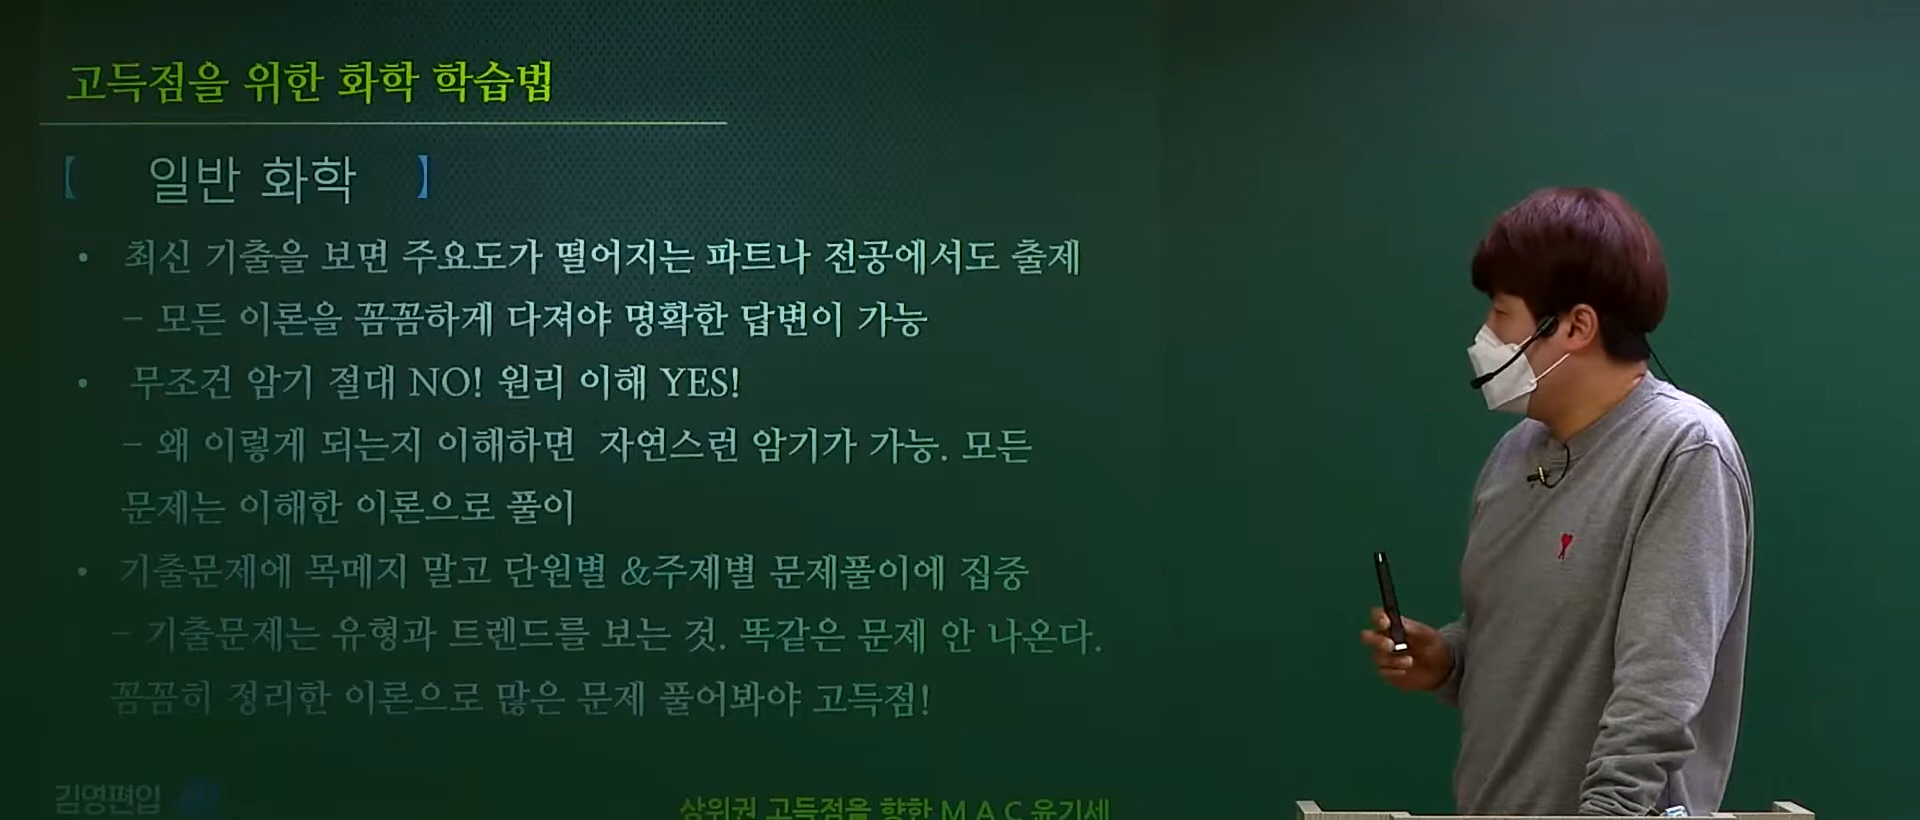 고득점을 위한 화학 학습법
【 일반 화학 】
• 최신 기출을 보면 주요도가 떨어지는 파트나 전공에서도 출제
– 모든 이론을 꼼꼼하게 다져야 명확한 답변이 가능
• 무조건 암기 절대 NO! 원리 이해 YES!
– 왜 이렇게 되는지 이해하면 자연스런 암기가 가능. 모든
문제는 이해한 이론으로 풀이
• 기출문제에 목메지 말고 단원별 &주제별 문제풀이에 집중
– 기출문제는 유형과 트렌드를 보는 것. 똑같은 문제 안 나온다.
꼼꼼히 정리한 이론으로 많은 문제 풀어봐야 고득점!
김영편입
상위권 고득점을 향한 M A C 윤기세